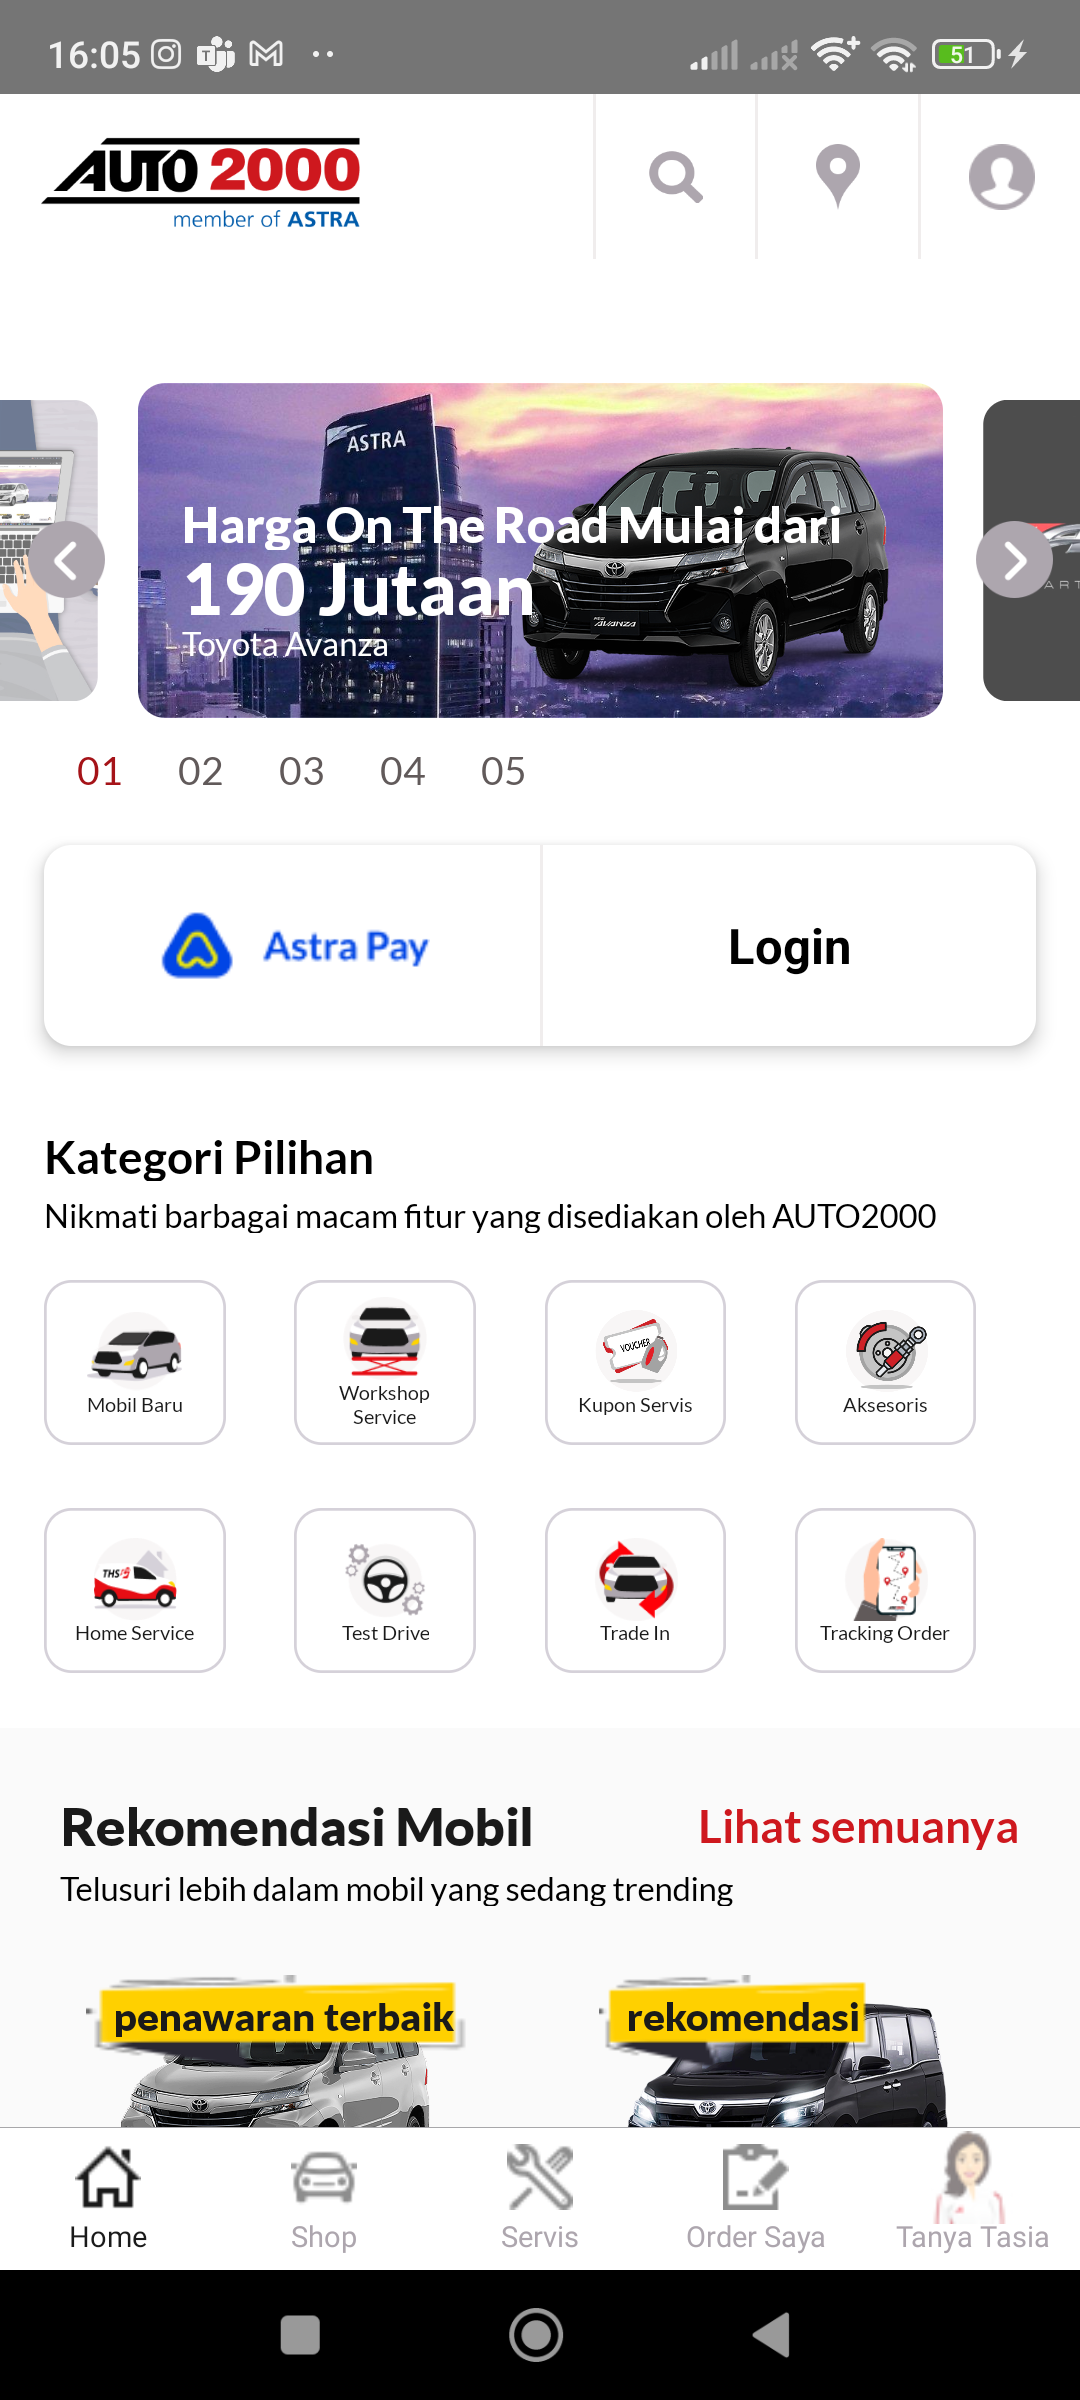 16:05
51
AUTO 2000
member of ASTRA
ASTRA
Harga On The Road Mulai dari
190 Jutaan
Toyota Avanza
AVANZA
01 02 03 04 05
Astra Pay
Login
Kategori Pilihan
Nikmati barbagai macam fitur yang disediakan oleh AUTO2000
Mobil Baru
Workshop
Service
VOUCHER
Kupon Servis
Aksesoris
THS
Home Service
Test Drive
Trade In
Tracking Order
Rekomendasi Mobil
Lihat semuanya
Telusuri lebih dalam mobil yang sedang trending
penawaran terbaik
rekomendasi
Home
Shop
Servis
Order Saya
Tanya Tasia